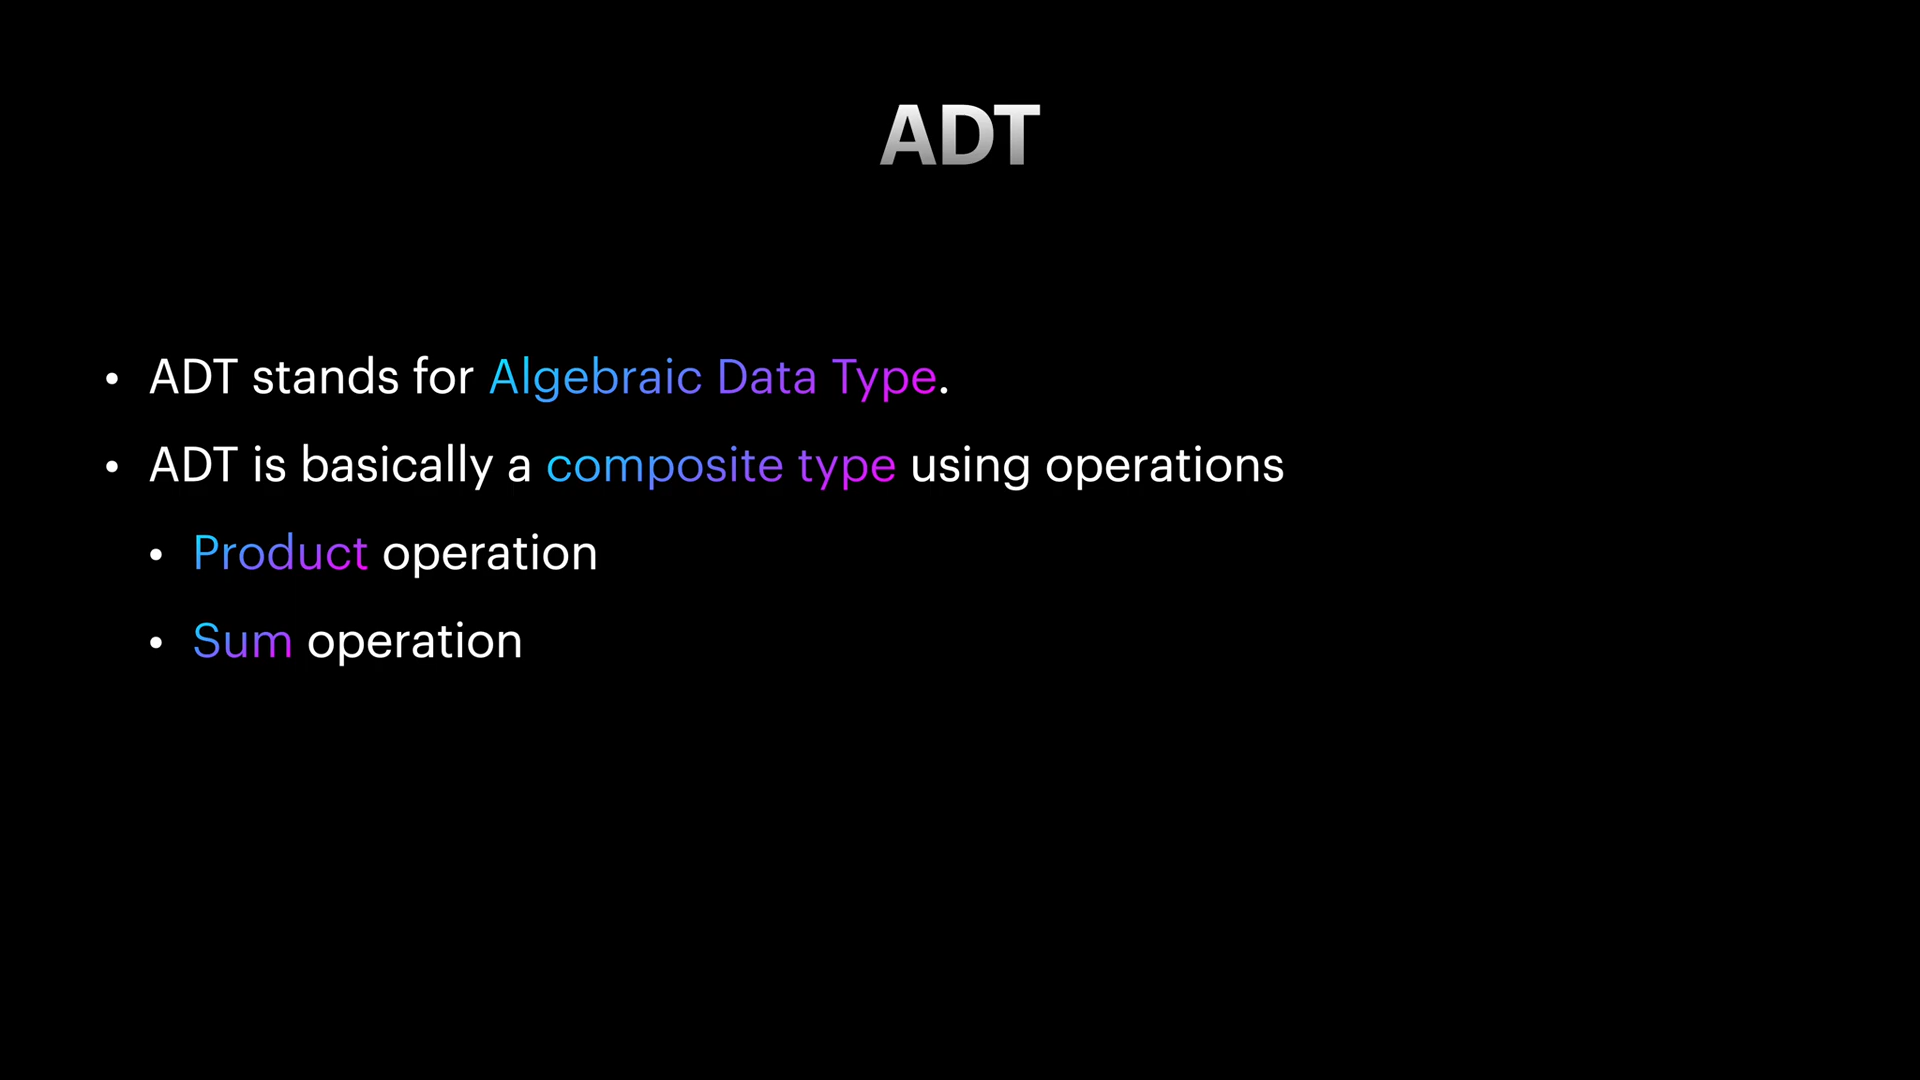 ADT
• ADT stands for Algebraic Data Type.
• ADT is basically a composite type using operations
• Product operation
• Sum operation